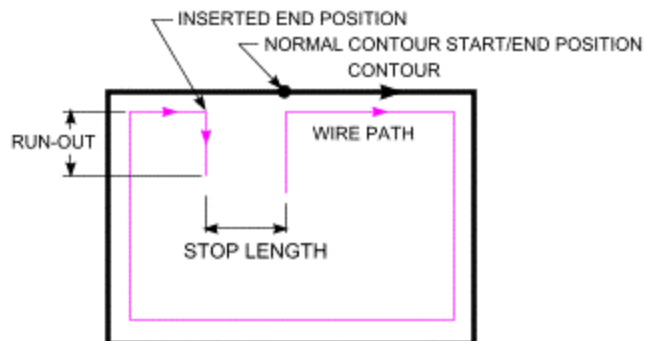 INSERTED END POSITION
NORMAL CONTOUR START/END POSITION
CONTOUR
RUN-OUT
WIRE PATH
STOP LENGTH